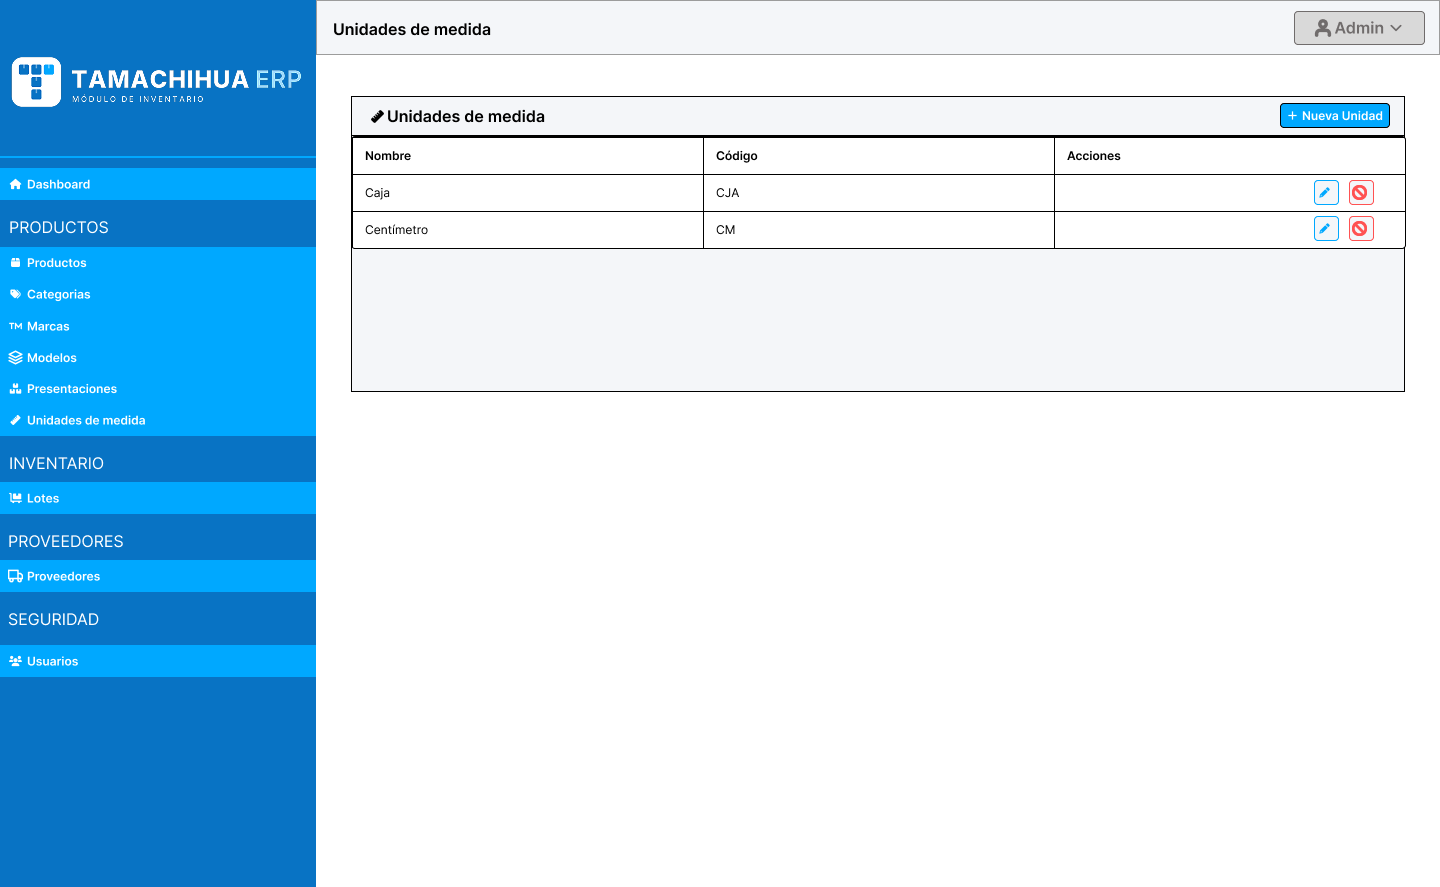 TAMACHIHUA ERP
MÓDULO DE INVENTARIO
Dashboard
PRODUCTOS
Productos
Categorias
TM Marcas
Modelos
Presentaciones
Unidades de medida
INVENTARIO
Lotes
PROVEEDORES
Proveedores
SEGURIDAD
Usuarios
Unidades de medida
Admin
Unidades de medida
+ Nueva Unidad
Nombre Código Acciones
Caja CJA
Centímetro CM